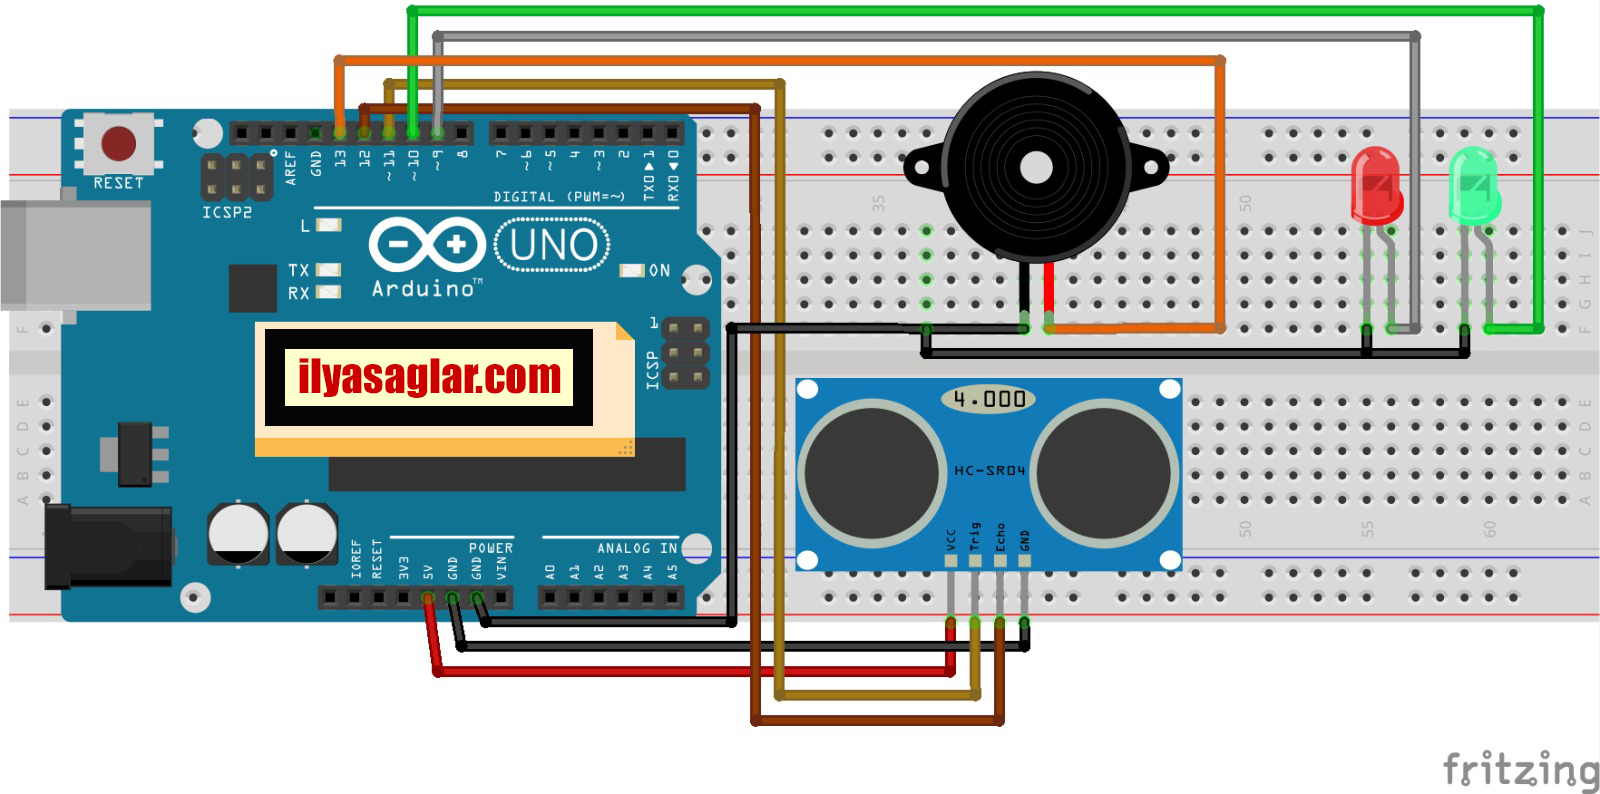 RESET
ICSP2
AREF
GND
13
12
~11
~10
~9
8
7
~6
~5
4
~3
2
TX0▶1
RX0◀0
DIGITAL (PWM=~)
L
TX
RX
UNO
Arduino™
ON
1
ICSP
ilyasaglar.com
IOREF
RESET
3V3
5V
GND
GND
VIN
POWER
ANALOG IN
A0
A1
A2
A3
A4
A5
35
50
J
I
H
G
F
F
E
D
C
B
A
4.000
HC-SR04
VCC
Trig
Echo
GND
E
D
C
B
A
50
55
60
fritzing